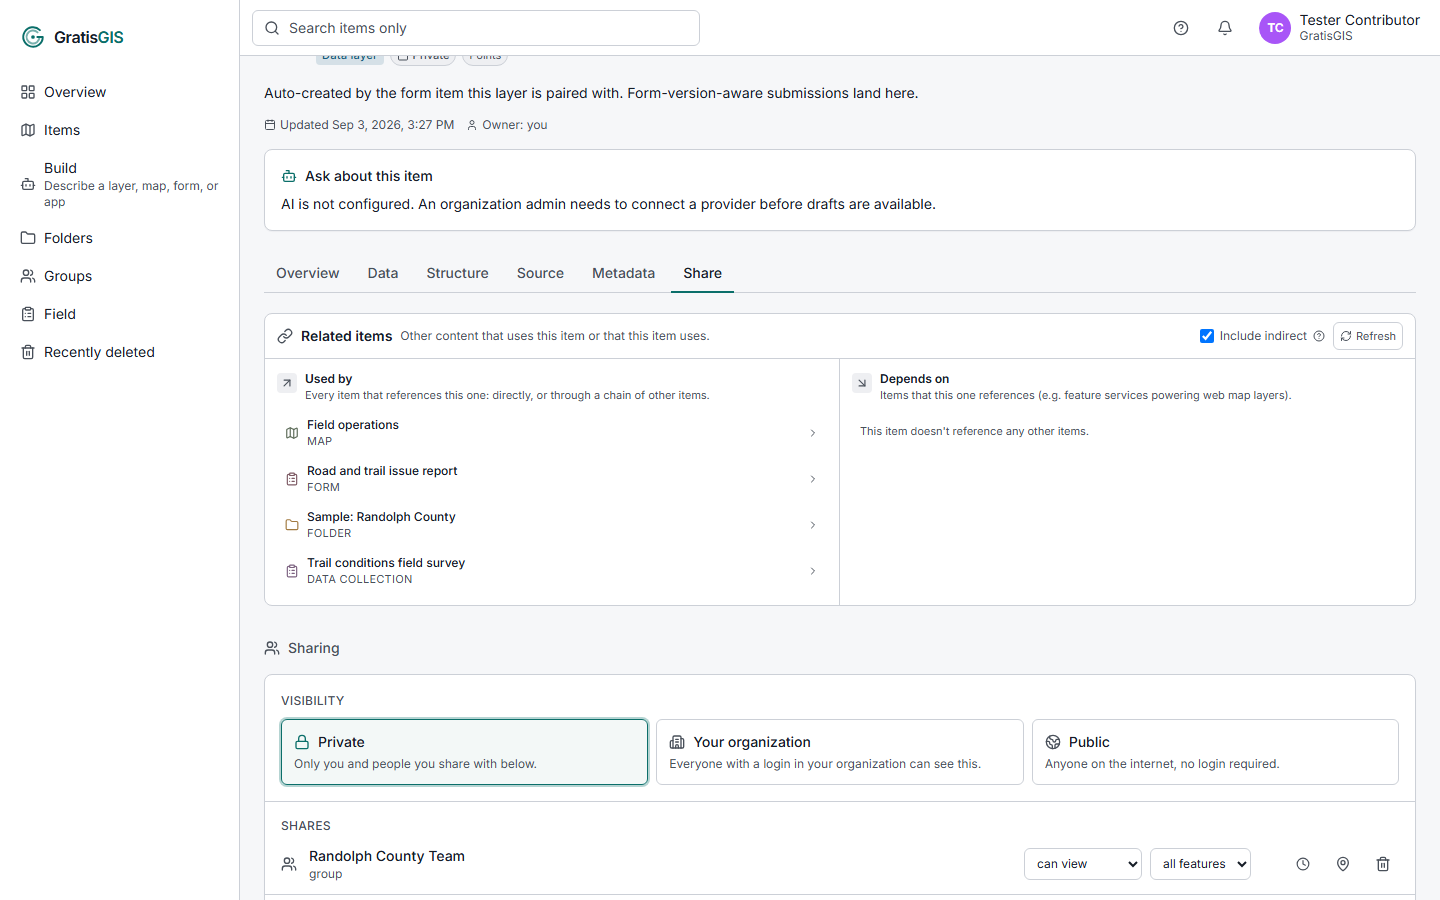 GratisGIS
Search items only
TC
Tester Contributor
GratisGIS
Overview
Items
Build
Describe a layer, map, form, or
app
Folders
Groups
Field
Recently deleted
Data layer
Private
Points
Auto-created by the form item this layer is paired with. Form-version-aware submissions land here.
Updated Sep 3, 2026, 3:27 PM Owner: you
Ask about this item
AI is not configured. An organization admin needs to connect a provider before drafts are available.
Overview Data Structure Source Metadata Share
Related items Other content that uses this item or that this item uses.
Include indirect
Refresh
Used by
Every item that references this one: directly, or through a chain of other items.
Field operations
MAP
Road and trail issue report
FORM
Sample: Randolph County
FOLDER
Trail conditions field survey
DATA COLLECTION
Depends on
Items that this one references (e.g. feature services powering web map layers).
This item doesn't reference any other items.
Sharing
VISIBILITY
Private
Only you and people you share with below.
Your organization
Everyone with a login in your organization can see this.
Public
Anyone on the internet, no login required.
SHARES
Randolph County Team
group
can view
all features